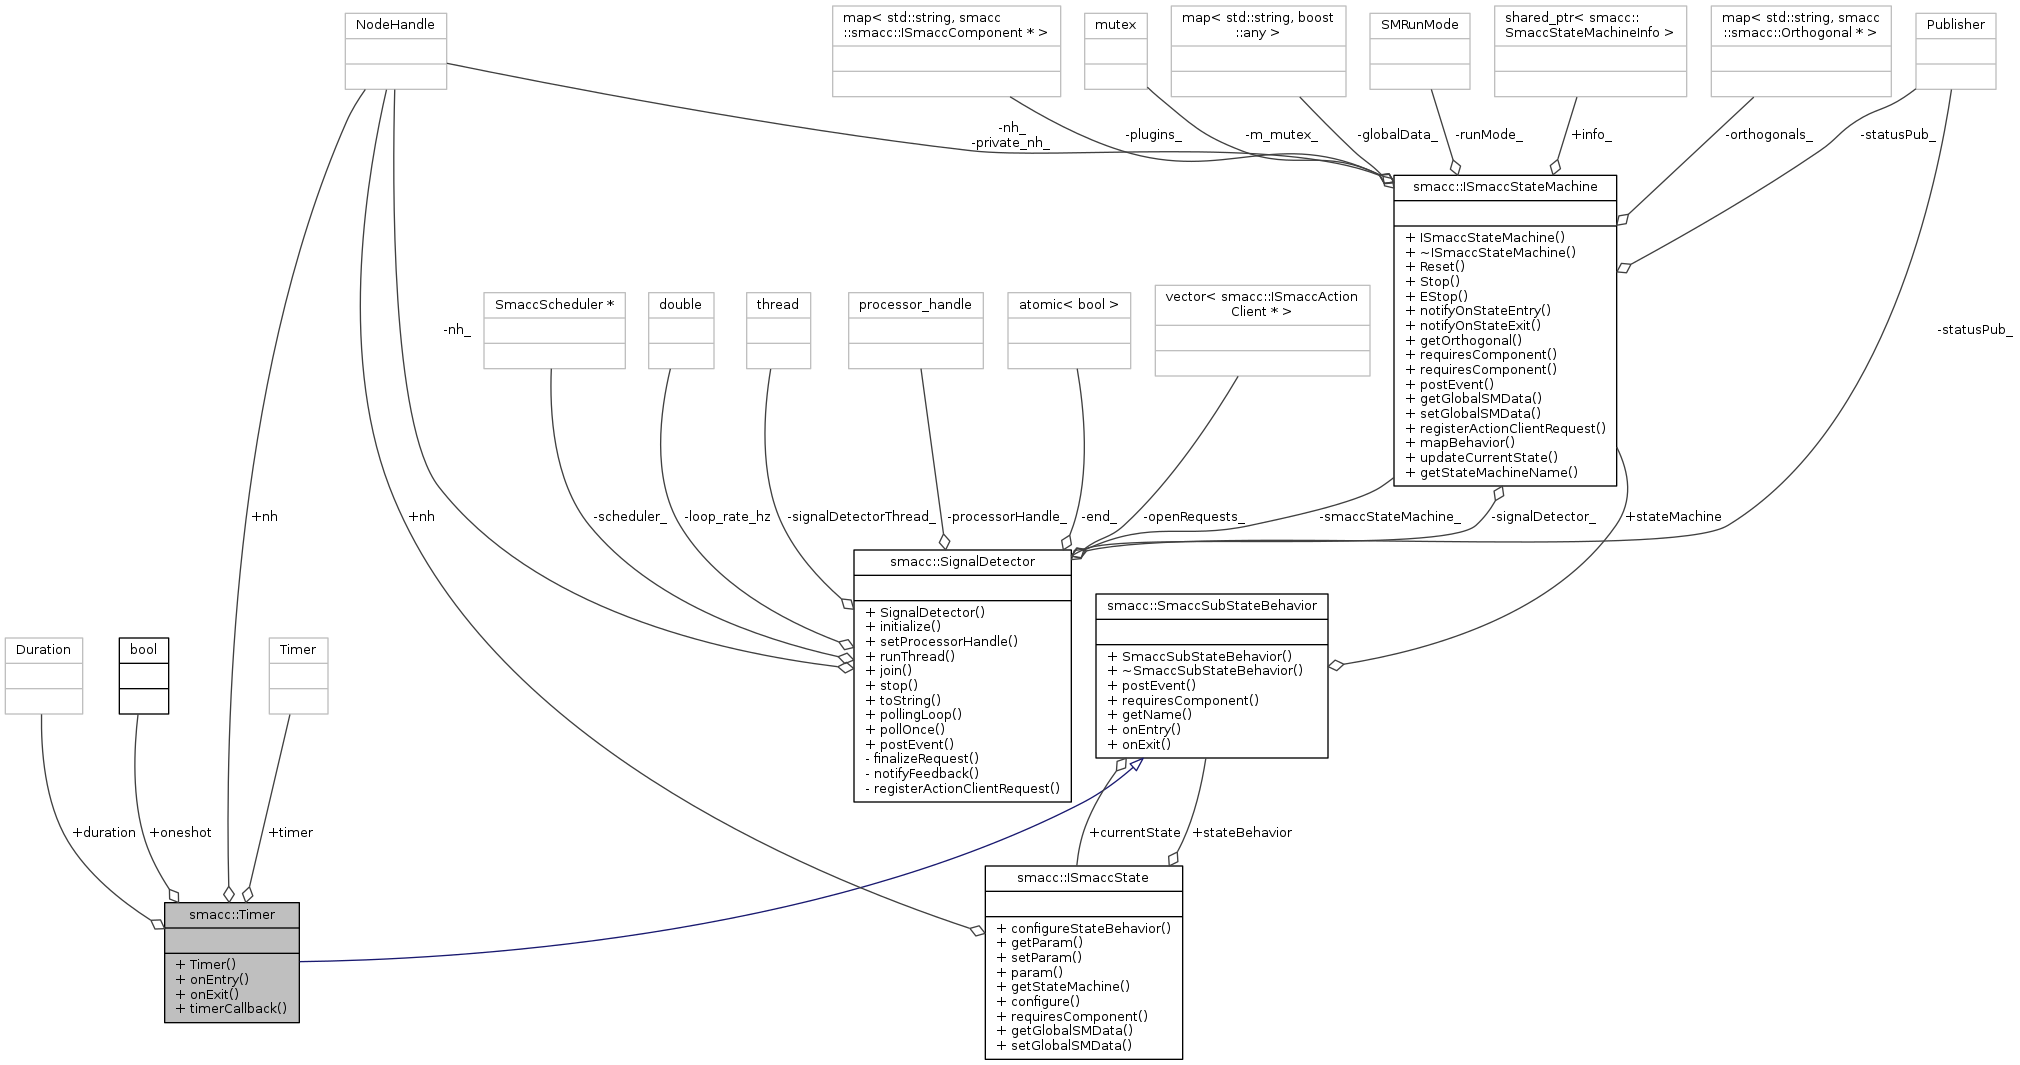 NodeHandle
map< std::string, smacc
::smacc::ISmaccComponent * >
mutex
map< std::string, boost
::any >
SMRunMode
shared_ptr< smacc::
SmaccStateMachineInfo >
map< std::string, smacc
::smacc::Orthogonal * >
Publisher
-nh_
-private_nh_
-plugins_
-m_mutex_
-globalData_
-runMode_
+info_
-orthogonals_
-statusPub_
smacc::ISmaccStateMachine
+ ISmaccStateMachine()
+ ~ISmaccStateMachine()
+ Reset()
+ Stop()
+ EStop()
+ notifyOnStateEntry()
+ notifyOnStateExit()
+ getOrthogonal()
+ requiresComponent()
+ requiresComponent()
+ postEvent()
+ getGlobalSMData()
+ setGlobalSMData()
+ registerActionClientRequest()
+ mapBehavior()
+ updateCurrentState()
+ getStateMachineName()
-nh_
SmaccScheduler *
double
thread
processor_handle
atomic< bool >
vector< smacc::ISmaccAction
Client * >
-statusPub_
+nh
+nh
-scheduler_
-loop_rate_hz
-signalDetectorThread_
-processorHandle_
-end_
-openRequests_
-smaccStateMachine_
-signalDetector_
+stateMachine
smacc::SignalDetector
+ SignalDetector()
+ initialize()
+ setProcessorHandle()
+ runThread()
+ join()
+ stop()
+ toString()
+ pollingLoop()
+ pollOnce()
+ postEvent()
- finalizeRequest()
- notifyFeedback()
- registerActionClientRequest()
smacc::SmaccSubStateBehavior
+ SmaccSubStateBehavior()
+ ~SmaccSubStateBehavior()
+ postEvent()
+ requiresComponent()
+ getName()
+ onEntry()
+ onExit()
Duration
bool
Timer
+duration
+oneshot
+timer
+currentState
+stateBehavior
smacc::Timer
+ Timer()
+ onEntry()
+ onExit()
+ timerCallback()
smacc::ISmaccState
+ configureStateBehavior()
+ getParam()
+ setParam()
+ param()
+ getStateMachine()
+ configure()
+ requiresComponent()
+ getGlobalSMData()
+ setGlobalSMData()